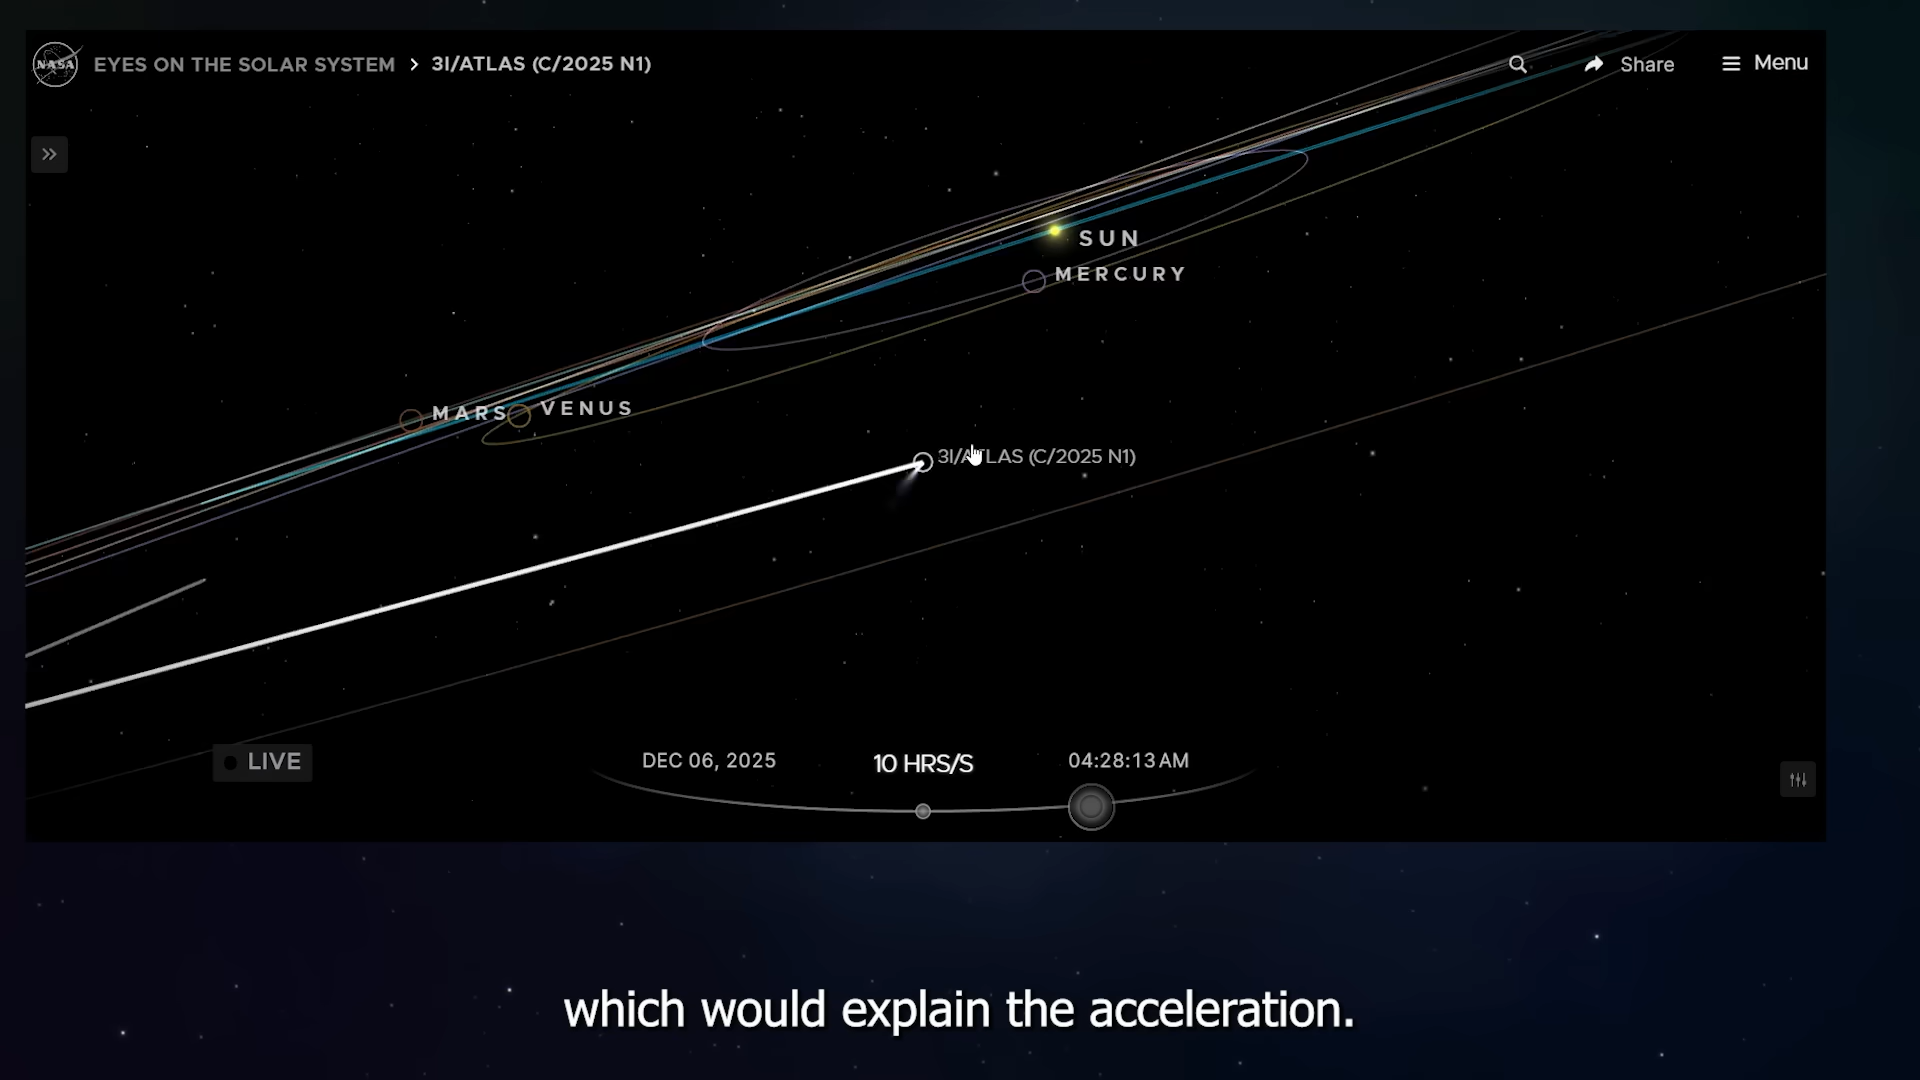 NASA
EYES ON THE SOLAR SYSTEM > 3I/ATLAS (C/2025 N1)
Share
Menu
SUN
MERCURY
MARS
VENUS
3I/ATLAS (C/2025 N1)
LIVE
DEC 06, 2025
10 HRS/S
04:28:13 AM
which would explain the acceleration.